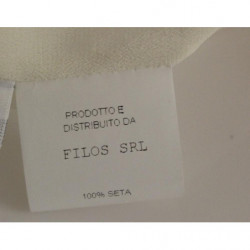 PRODOTTO E
DISTRIBUITO DA
FILOS SRL
100% SETA